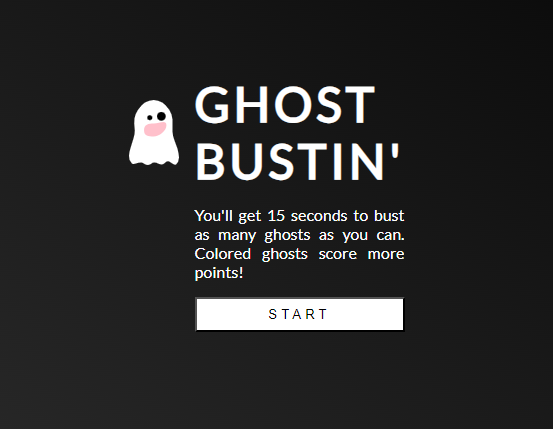 GHOST
BUSTIN'
You'll get 15 seconds to bust
as many ghosts as you can.
Colored ghosts score more
points!
START